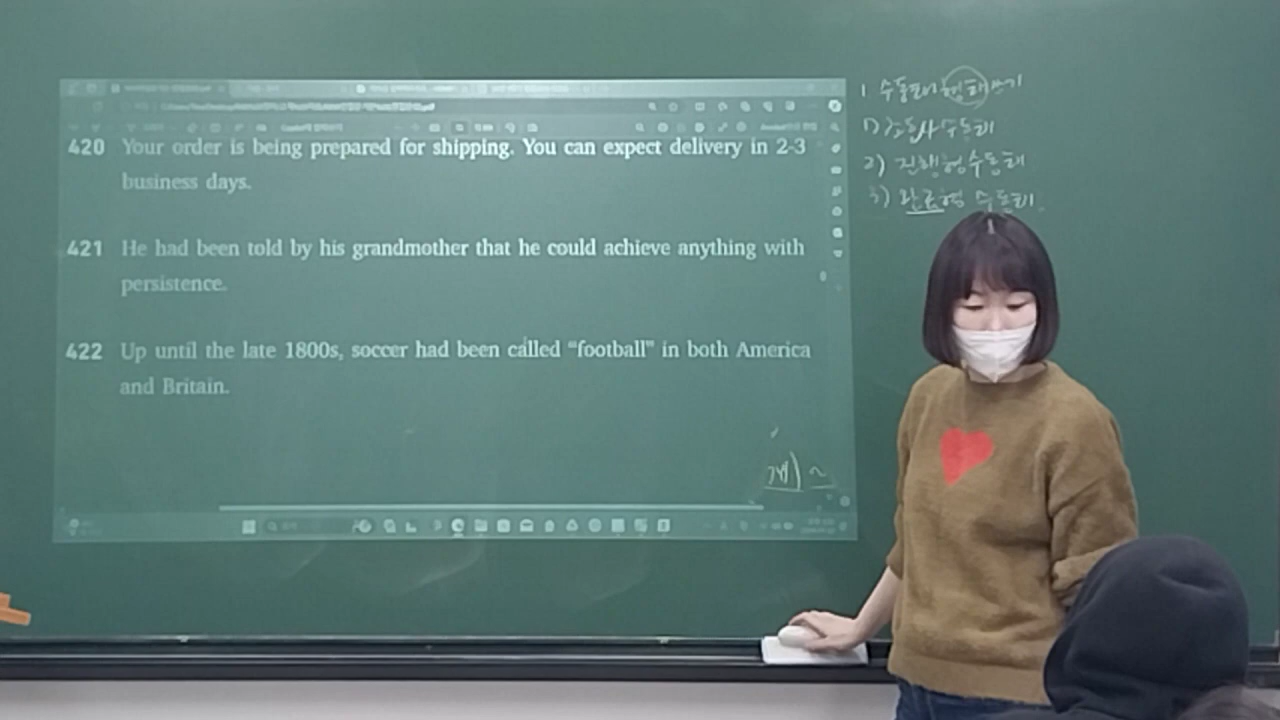 420 Your order is being prepared for shipping. You can expect delivery in 2-3
business days.
421 He had been told by his grandmother that he could achieve anything with
persistence.
422 Up until the late 1800s, soccer had been called “football” in both America
and Britain.
1. 수동태 형태 쓰기
1) 조동사 수동태
2) 진행형 수동태
3) 완료형 수동태